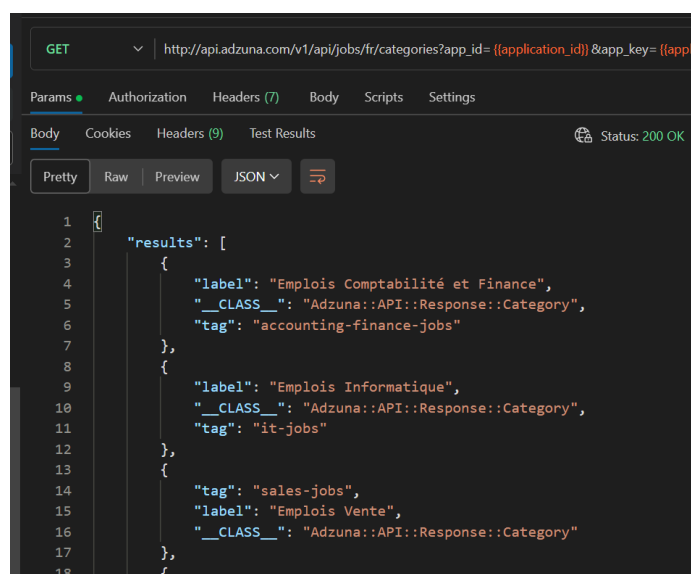 GET http://api.adzuna.com/v1/api/jobs/fr/categories?app_id= {{application_id}} &app_key= {{appl
Params Authorization Headers (7) Body Scripts Settings
Body Cookies Headers (9) Test Results Status: 200 OK
Pretty Raw Preview JSON
1 {
2 "results": [
3 {
4 "label": "Emplois Comptabilité et Finance",
5 "__CLASS__": "Adzuna::API::Response::Category",
6 "tag": "accounting-finance-jobs"
7 },
8 {
9 "label": "Emplois Informatique",
10 "__CLASS__": "Adzuna::API::Response::Category",
11 "tag": "it-jobs"
12 },
13 {
14 "tag": "sales-jobs",
15 "label": "Emplois Vente",
16 "__CLASS__": "Adzuna::API::Response::Category"
17 },
18 {